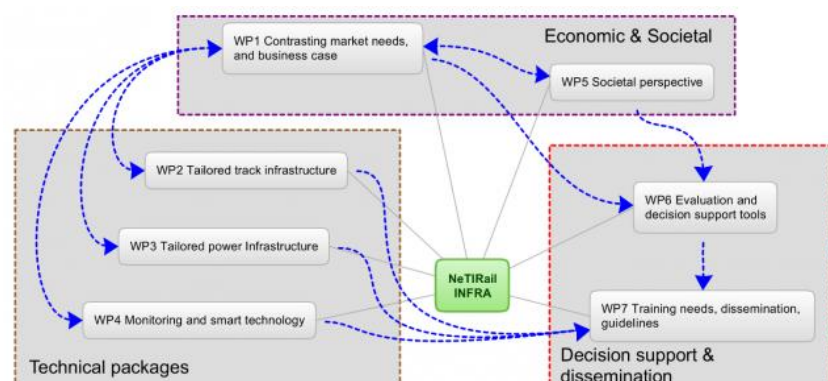 Economic & Societal
WP1 Contrasting market needs,
and business case
WP5 Societal perspective
WP2 Tailored track infrastructure
WP6 Evaluation and
decision support tools
WP3 Tailored power Infrastructure
NeTIRail
INFRA
WP4 Monitoring and smart technology
WP7 Training needs, dissemination,
guidelines
Technical packages
Decision support &
dissemination